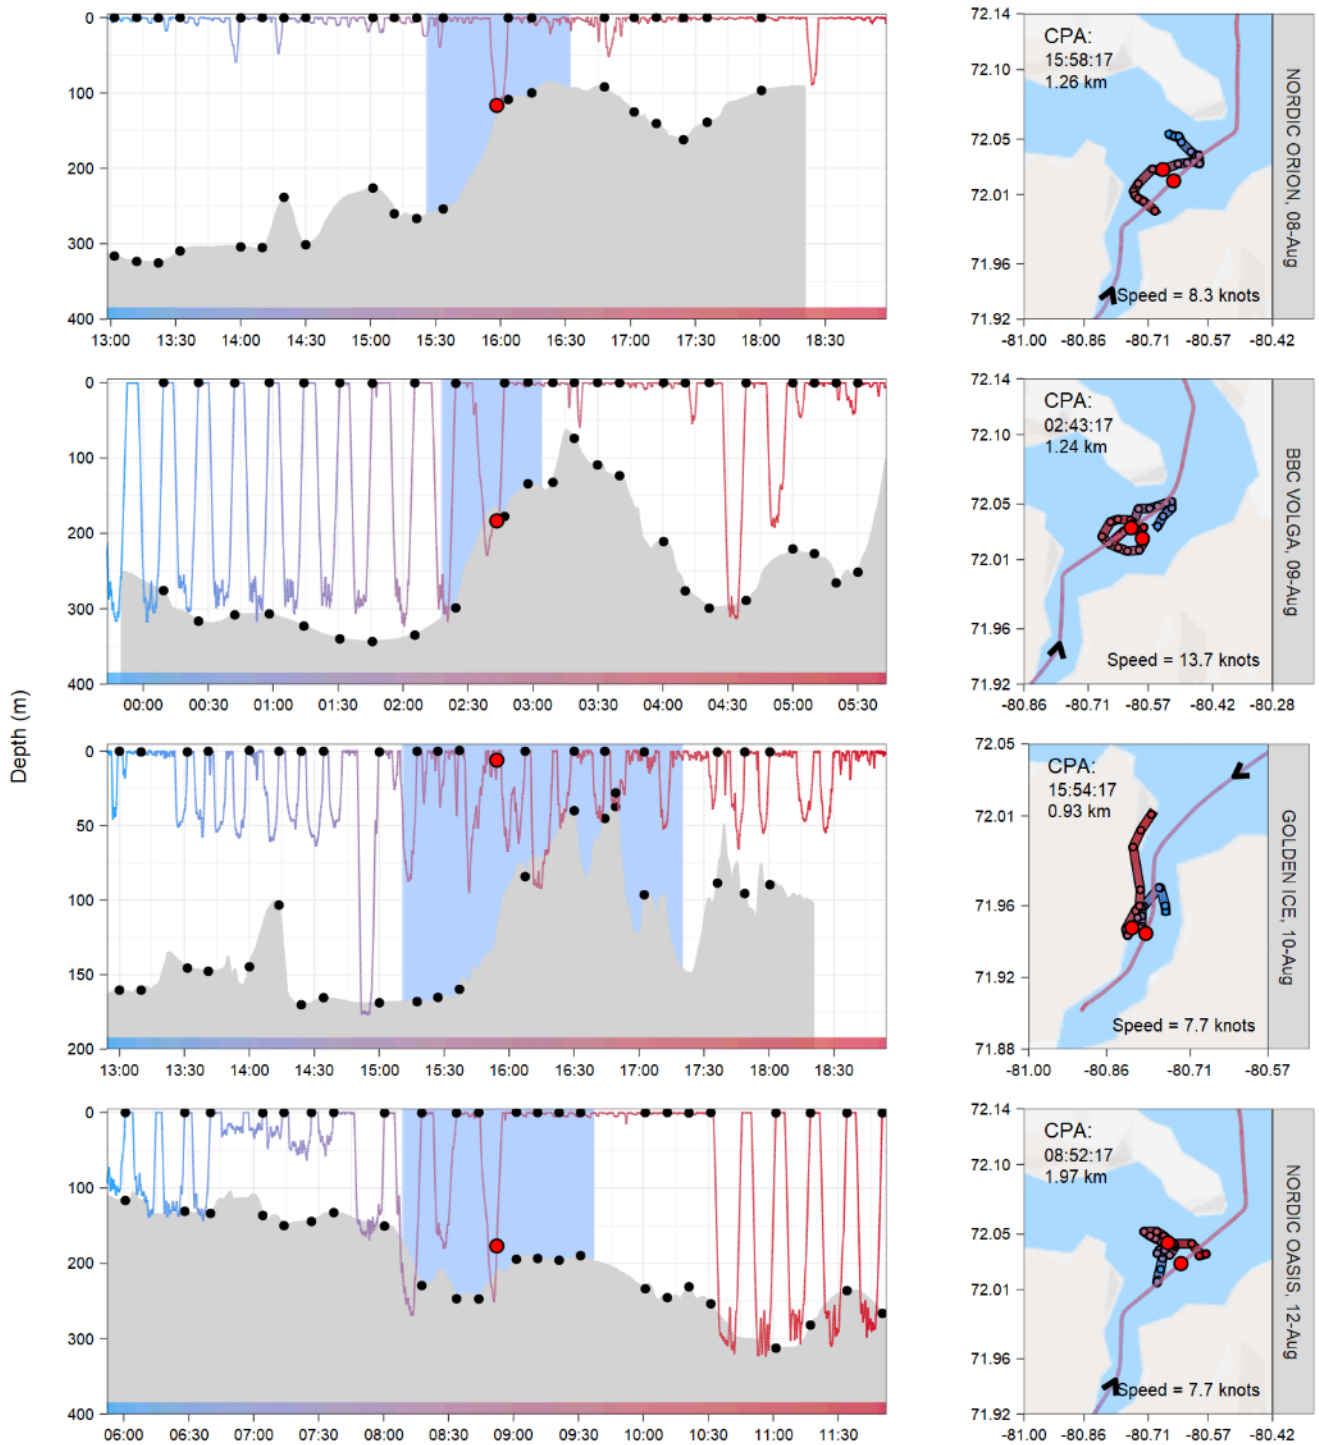 Depth (m)
0
100
200
300
400
13:00 13:30 14:00 14:30 15:00 15:30 16:00 16:30 17:00 17:30 18:00 18:30
72.14
72.10
72.05
72.01
71.96
71.92
CPA:
15:58:17
1.26 km
Speed = 8.3 knots
-81.00 -80.86 -80.71 -80.57 -80.42
NORDIC ORION, 08-Aug
0
100
200
300
400
00:00 00:30 01:00 01:30 02:00 02:30 03:00 03:30 04:00 04:30 05:00 05:30
72.14
72.10
72.05
72.01
71.96
71.92
CPA:
02:43:17
1.24 km
Speed = 13.7 knots
-80.86 -80.71 -80.57 -80.42 -80.28
BBC VOLGA, 09-Aug
0
50
100
150
200
13:00 13:30 14:00 14:30 15:00 15:30 16:00 16:30 17:00 17:30 18:00 18:30
72.05
72.01
71.96
71.92
71.88
CPA:
15:54:17
0.93 km
Speed = 7.7 knots
-81.00 -80.86 -80.71 -80.57
GOLDEN ICE, 10-Aug
0
100
200
300
400
06:00 06:30 07:00 07:30 08:00 08:30 09:00 09:30 10:00 10:30 11:00 11:30
72.14
72.10
72.05
72.01
71.96
71.92
CPA:
08:52:17
1.97 km
Speed = 7.7 knots
-81.00 -80.86 -80.71 -80.57 -80.42
NORDIC OASIS, 12-Aug